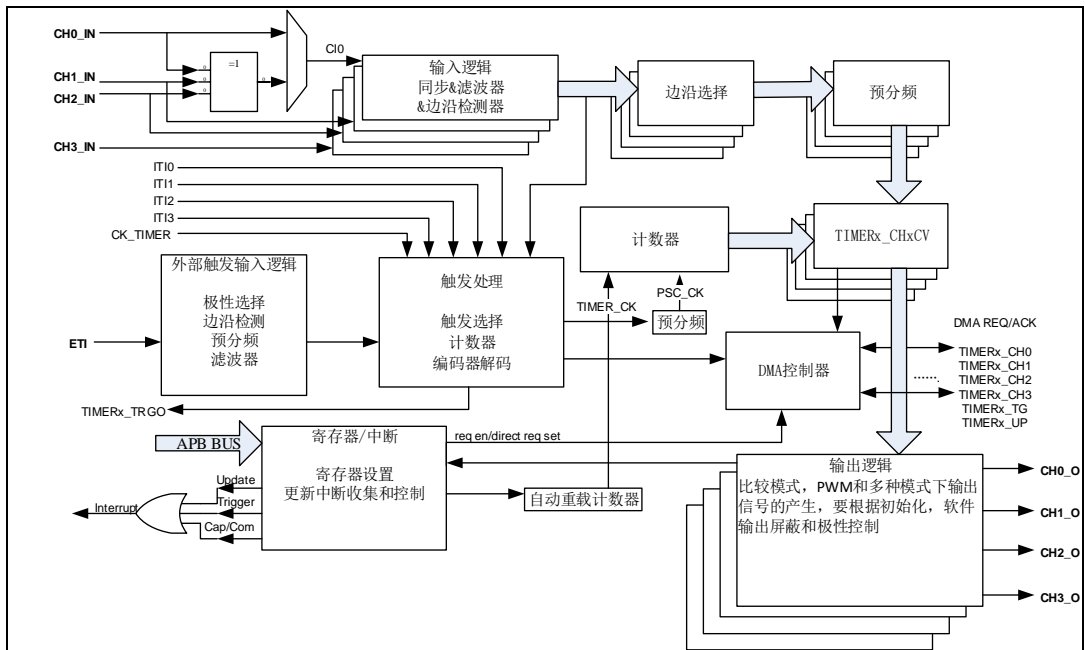 CH0_IN
CH1_IN
CH2_IN
CH3_IN
=1
CI0
输入逻辑
同步&滤波器
&边沿检测器
边沿选择
预分频
ITI0
ITI1
ITI2
ITI3
CK_TIMER
外部触发输入逻辑
极性选择
边沿检测
预分频
滤波器
ETI
触发处理
触发选择
计数器
编码器解码
TIMERx_TRGO
TIMER_CK
PSC_CK
预分频
计数器
TIMERx_CHxCV
DMA控制器
DMA REQ/ACK
TIMERx_CH0
TIMERx_CH1
TIMERx_CH2
TIMERx_CH3
TIMERx_TG
TIMERx_UP
…….
APB BUS
寄存器/中断
寄存器设置
更新中断收集和控制
req en/direct req set
自动重载计数器
Update
Trigger
Cap/Com
Interrupt
输出逻辑
比较模式，PWM和多种模式下输出
信号的产生，要根据初始化，软件
输出屏蔽和极性控制
CH0_O
CH1_O
CH2_O
CH3_O